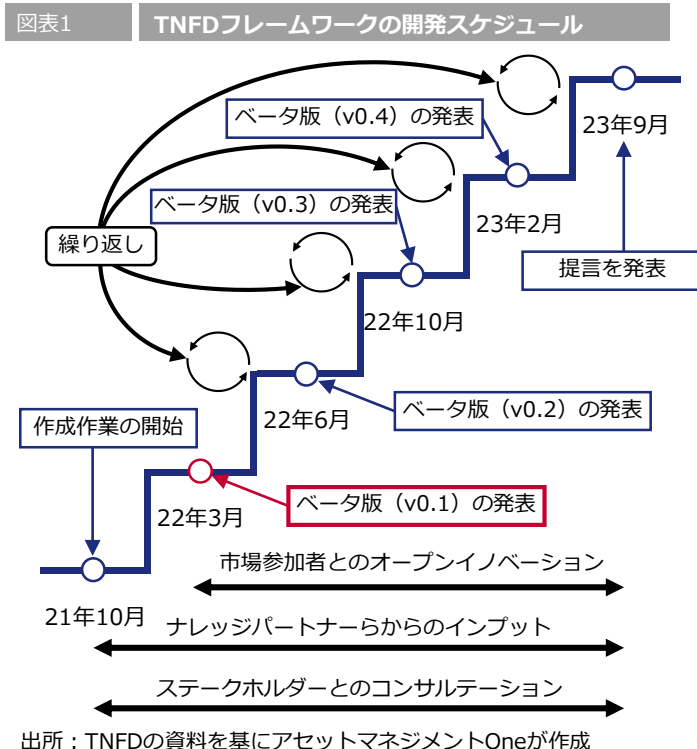 図表1 TNFDフレームワークの開発スケジュール
ベータ版（v0.4）の発表
23年9月
ベータ版（v0.3）の発表
23年2月
繰り返し
提言を発表
22年10月
ベータ版（v0.2）の発表
22年6月
作成作業の開始
ベータ版（v0.1）の発表
22年3月
市場参加者とのオープンイノベーション
21年10月
ナレッジパートナーらからのインプット
ステークホルダーとのコンサルテーション
出所：TNFDの資料を基にアセットマネジメントOneが作成